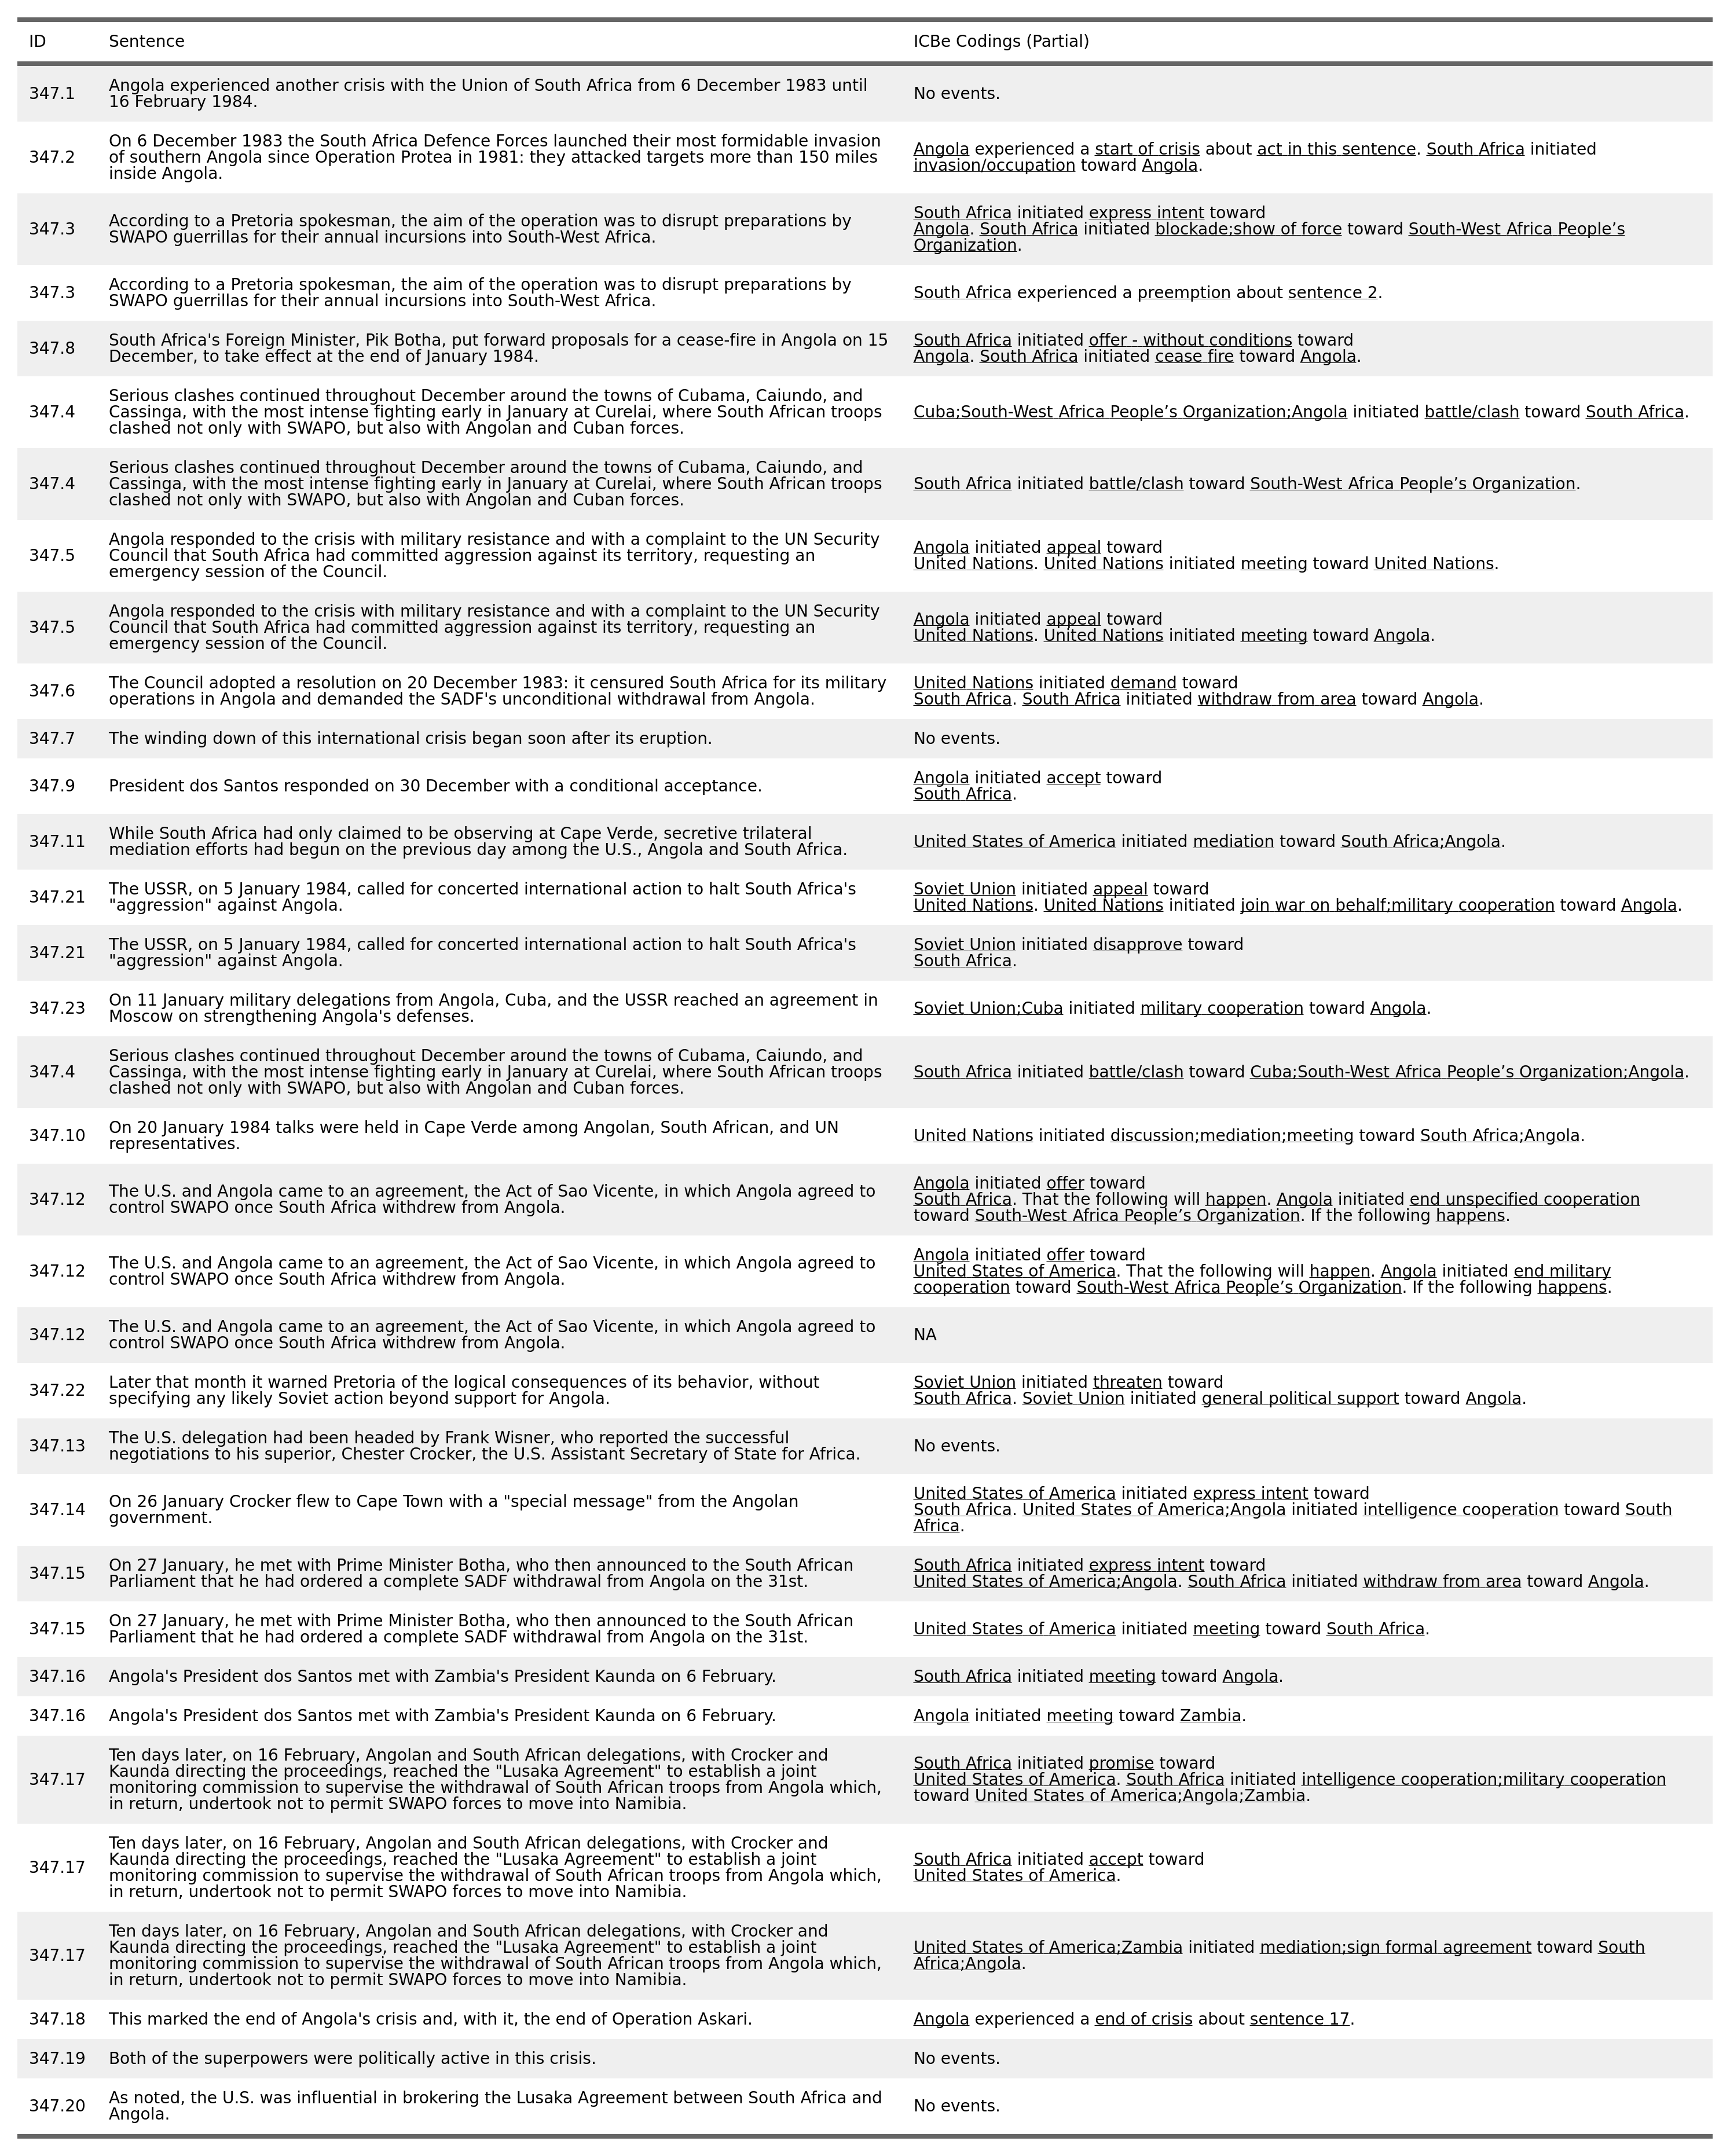 ID Sentence ICBe Codings (Partial)
347.1 Angola experienced another crisis with the Union of South Africa from 6 December 1983 until
16 February 1984.
No events.
347.2 On 6 December 1983 the South Africa Defence Forces launched their most formidable invasion
of southern Angola since Operation Protea in 1981: they attacked targets more than 150 miles
inside Angola.
Angola experienced a start of crisis about act in this sentence. South Africa initiated
invasion/occupation toward Angola.
347.3 According to a Pretoria spokesman, the aim of the operation was to disrupt preparations by
SWAPO guerrillas for their annual incursions into South-West Africa.
South Africa initiated express intent toward
Angola. South Africa initiated blockade;show of force toward South-West Africa People’s
Organization.
347.3 According to a Pretoria spokesman, the aim of the operation was to disrupt preparations by
SWAPO guerrillas for their annual incursions into South-West Africa.
South Africa experienced a preemption about sentence 2.
347.8 South Africa's Foreign Minister, Pik Botha, put forward proposals for a cease-fire in Angola on 15
December, to take effect at the end of January 1984.
South Africa initiated offer - without conditions toward
Angola. South Africa initiated cease fire toward Angola.
347.4 Serious clashes continued throughout December around the towns of Cubama, Caiundo, and
Cassinga, with the most intense fighting early in January at Curelai, where South African troops
clashed not only with SWAPO, but also with Angolan and Cuban forces.
Cuba;South-West Africa People’s Organization;Angola initiated battle/clash toward South Africa.
347.4 Serious clashes continued throughout December around the towns of Cubama, Caiundo, and
Cassinga, with the most intense fighting early in January at Curelai, where South African troops
clashed not only with SWAPO, but also with Angolan and Cuban forces.
South Africa initiated battle/clash toward South-West Africa People’s Organization.
347.5 Angola responded to the crisis with military resistance and with a complaint to the UN Security
Council that South Africa had committed aggression against its territory, requesting an
emergency session of the Council.
Angola initiated appeal toward
United Nations. United Nations initiated meeting toward United Nations.
347.5 Angola responded to the crisis with military resistance and with a complaint to the UN Security
Council that South Africa had committed aggression against its territory, requesting an
emergency session of the Council.
Angola initiated appeal toward
United Nations. United Nations initiated meeting toward Angola.
347.6 The Council adopted a resolution on 20 December 1983: it censured South Africa for its military
operations in Angola and demanded the SADF's unconditional withdrawal from Angola.
United Nations initiated demand toward
South Africa. South Africa initiated withdraw from area toward Angola.
347.7 The winding down of this international crisis began soon after its eruption.
No events.
347.9 President dos Santos responded on 30 December with a conditional acceptance.
Angola initiated accept toward
South Africa.
347.11 While South Africa had only claimed to be observing at Cape Verde, secretive trilateral
mediation efforts had begun on the previous day among the U.S., Angola and South Africa.
United States of America initiated mediation toward South Africa;Angola.
347.21 The USSR, on 5 January 1984, called for concerted international action to halt South Africa's
"aggression" against Angola.
Soviet Union initiated appeal toward
United Nations. United Nations initiated join war on behalf;military cooperation toward Angola.
347.21 The USSR, on 5 January 1984, called for concerted international action to halt South Africa's
"aggression" against Angola.
Soviet Union initiated disapprove toward
South Africa.
347.23 On 11 January military delegations from Angola, Cuba, and the USSR reached an agreement in
Moscow on strengthening Angola's defenses.
Soviet Union;Cuba initiated military cooperation toward Angola.
347.4 Serious clashes continued throughout December around the towns of Cubama, Caiundo, and
Cassinga, with the most intense fighting early in January at Curelai, where South African troops
clashed not only with SWAPO, but also with Angolan and Cuban forces.
South Africa initiated battle/clash toward Cuba;South-West Africa People’s Organization;Angola.
347.10 On 20 January 1984 talks were held in Cape Verde among Angolan, South African, and UN
representatives.
United Nations initiated discussion;mediation;meeting toward South Africa;Angola.
347.12 The U.S. and Angola came to an agreement, the Act of Sao Vicente, in which Angola agreed to
control SWAPO once South Africa withdrew from Angola.
Angola initiated offer toward
South Africa. That the following will happen. Angola initiated end unspecified cooperation
toward South-West Africa People’s Organization. If the following happens.
347.12 The U.S. and Angola came to an agreement, the Act of Sao Vicente, in which Angola agreed to
control SWAPO once South Africa withdrew from Angola.
Angola initiated offer toward
United States of America. That the following will happen. Angola initiated end military
cooperation toward South-West Africa People’s Organization. If the following happens.
347.12 The U.S. and Angola came to an agreement, the Act of Sao Vicente, in which Angola agreed to
control SWAPO once South Africa withdrew from Angola.
NA
347.22 Later that month it warned Pretoria of the logical consequences of its behavior, without
specifying any likely Soviet action beyond support for Angola.
Soviet Union initiated threaten toward
South Africa. Soviet Union initiated general political support toward Angola.
347.13 The U.S. delegation had been headed by Frank Wisner, who reported the successful
negotiations to his superior, Chester Crocker, the U.S. Assistant Secretary of State for Africa.
No events.
347.14 On 26 January Crocker flew to Cape Town with a "special message" from the Angolan
government.
United States of America initiated express intent toward
South Africa. United States of America;Angola initiated intelligence cooperation toward South
Africa.
347.15 On 27 January, he met with Prime Minister Botha, who then announced to the South African
Parliament that he had ordered a complete SADF withdrawal from Angola on the 31st.
South Africa initiated express intent toward
United States of America;Angola. South Africa initiated withdraw from area toward Angola.
347.15 On 27 January, he met with Prime Minister Botha, who then announced to the South African
Parliament that he had ordered a complete SADF withdrawal from Angola on the 31st.
United States of America initiated meeting toward South Africa.
347.16 Angola's President dos Santos met with Zambia's President Kaunda on 6 February.
South Africa initiated meeting toward Angola.
347.16 Angola's President dos Santos met with Zambia's President Kaunda on 6 February.
Angola initiated meeting toward Zambia.
347.17 Ten days later, on 16 February, Angolan and South African delegations, with Crocker and
Kaunda directing the proceedings, reached the "Lusaka Agreement" to establish a joint
monitoring commission to supervise the withdrawal of South African troops from Angola which,
in return, undertook not to permit SWAPO forces to move into Namibia.
South Africa initiated promise toward
United States of America. South Africa initiated intelligence cooperation;military cooperation
toward United States of America;Angola;Zambia.
347.17 Ten days later, on 16 February, Angolan and South African delegations, with Crocker and
Kaunda directing the proceedings, reached the "Lusaka Agreement" to establish a joint
monitoring commission to supervise the withdrawal of South African troops from Angola which,
in return, undertook not to permit SWAPO forces to move into Namibia.
South Africa initiated accept toward
United States of America.
347.17 Ten days later, on 16 February, Angolan and South African delegations, with Crocker and
Kaunda directing the proceedings, reached the "Lusaka Agreement" to establish a joint
monitoring commission to supervise the withdrawal of South African troops from Angola which,
in return, undertook not to permit SWAPO forces to move into Namibia.
United States of America;Zambia initiated mediation;sign formal agreement toward South
Africa;Angola.
347.18 This marked the end of Angola's crisis and, with it, the end of Operation Askari.
Angola experienced a end of crisis about sentence 17.
347.19 Both of the superpowers were politically active in this crisis.
No events.
347.20 As noted, the U.S. was influential in brokering the Lusaka Agreement between South Africa and
Angola.
No events.